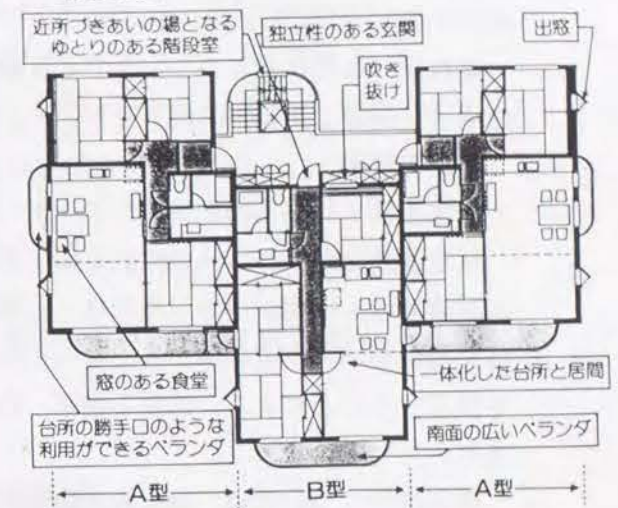 近所づきあいの場となる
ゆとりのある階段室
独立性のある玄関
出窓
吹き
抜け
窓のある食堂
一体化した台所と居間
台所の勝手口のような
利用ができるベランダ
南面の広いベランダ
A型
B型
A型